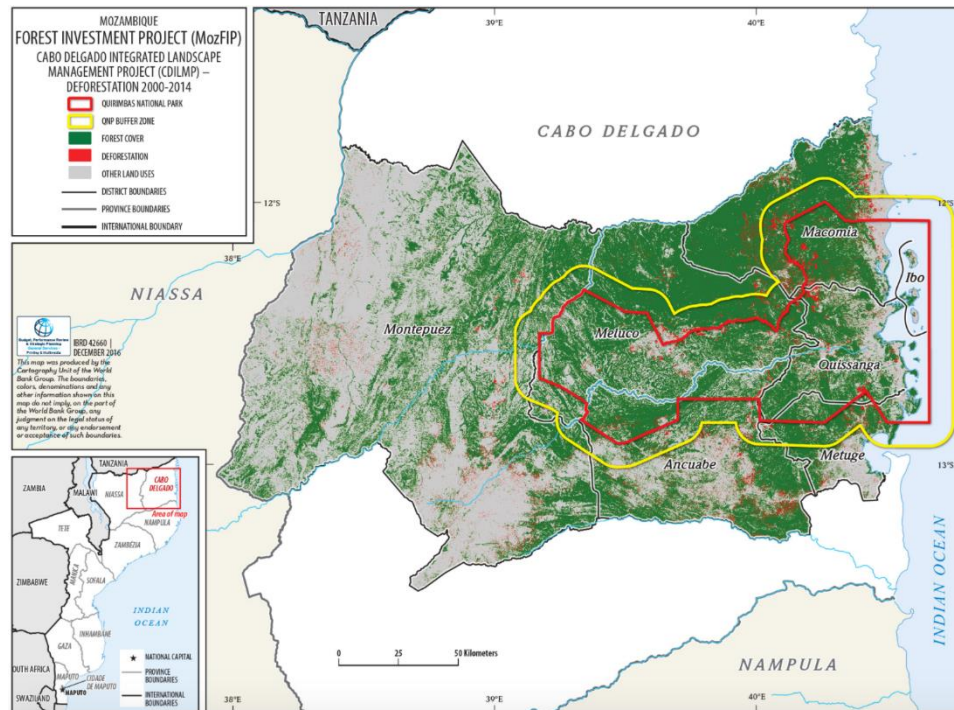 MOZAMBIQUE
FOREST INVESTMENT PROJECT (MozFIP)
CABO DELGADO INTEGRATED LANDSCAPE
MANAGEMENT PROJECT (CDILMP) –
DEFORESTATION 2000-2014
QUIRIMBAS NATIONAL PARK
QNP BUFFER ZONE
FOREST COVER
DEFORESTATION
OTHER LAND USES
DISTRICT BOUNDARIES
PROVINCE BOUNDARIES
INTERNATIONAL BOUNDARY
TANZANIA
39°E
40°E
CABO DELGADO
12°S
12°S
38°E
Macomia
Ibo
NIASSA
Montepuez
Meluco
Quissanga
Ancuabe
Metuge
13°S
IBRD 42660 |
DECEMBER 2016
This map was produced by the
Cartography Unit of the World
Bank Group. The boundaries,
colors, denominations and any
other information shown on this
map do not imply, on the part of
the World Bank Group, any
judgment on the legal status of
any territory, or any endorsement
or acceptance of such boundaries.
INDIAN OCEAN
0 25 50 Kilometers
NAMPULA
38°E
39°E
40°E
TANZANIA
ZAMBIA
MALAWI
NIASSA
CABO
DELGADO
Area of map
NAMPULA
TETE
ZAMBÉZIA
ZIMBABWE
MANICA
SOFALA
INDIAN
OCEAN
INHAMBANE
GAZA
SOUTH AFRICA
MAPUTO
CIDADE
DE MAPUTO
MAPUTO
SWAZILAND
NATIONAL CAPITAL
PROVINCE
BOUNDARIES
INTERNATIONAL
BOUNDARIES